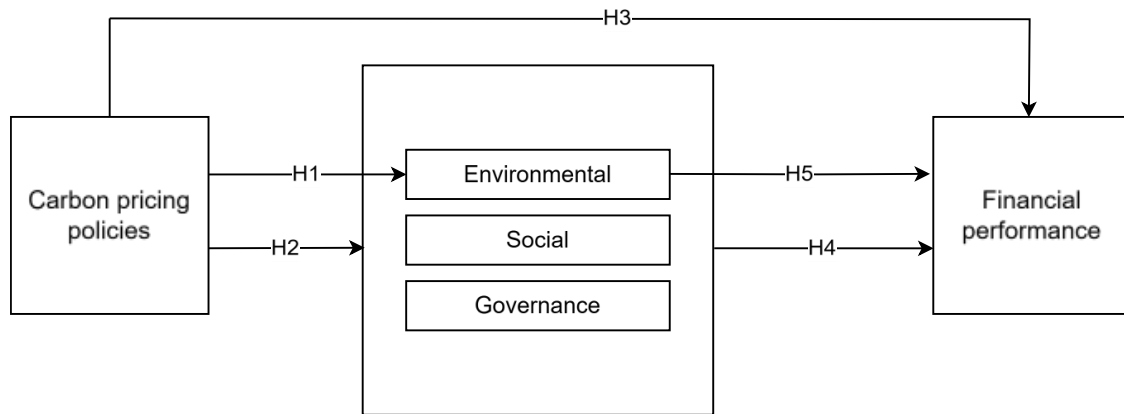 H3
Carbon pricing
policies
H1
H2
Environmental
Social
Governance
H5
H4
Financial
performance